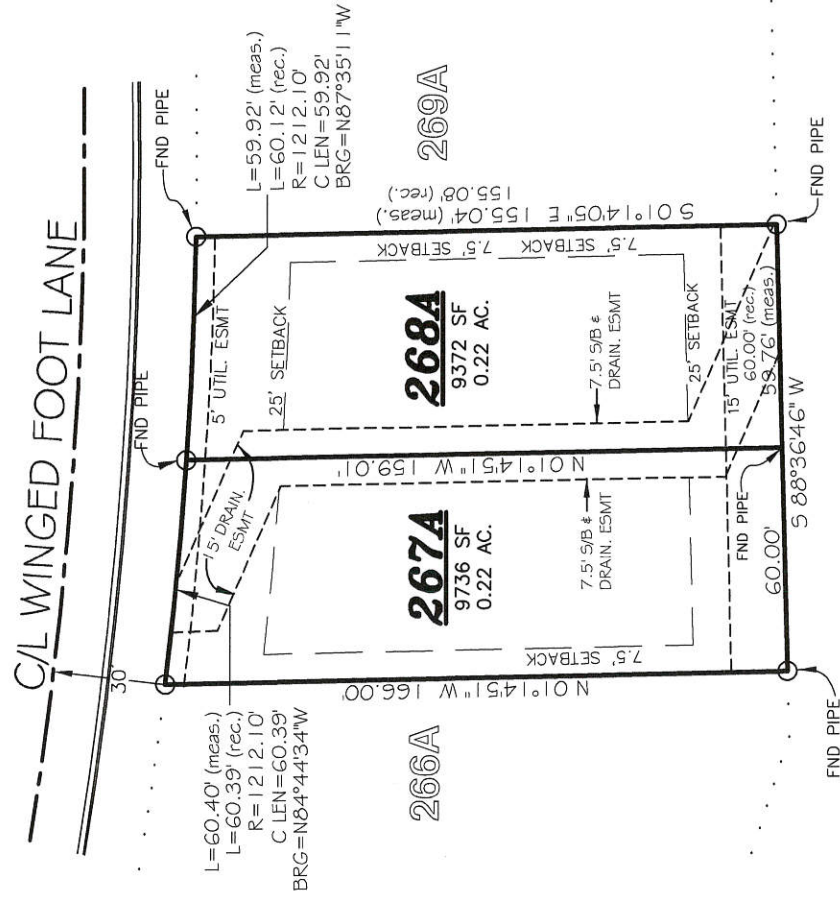 C/L WINGED FOOT LANE
30'
FND PIPE
FND PIPE
L=59.92' (meas.)
L=60.12' (rec.)
R=1212.10'
C LEN=59.92'
BRG=N87°35'11"W
269A
5' UTIL. ESMT
25' SETBACK
15' DRAIN.
ESMT
S 01°14'05" E 155.04' (meas.)
155.08' (rec.)
7.5' SETBACK
7.5' SETBACK
268A
9372 SF
0.22 AC.
7.5' S/B &
DRAIN. ESMT
25' SETBACK
15' UTIL. ESMT
60.00' (rec.)
59.76' (meas.)
FND PIPE
N 01°14'51" W 159.01'
267A
9736 SF
0.22 AC.
7.5' S/B &
DRAIN. ESMT
7.5' SETBACK
FND PIPE
60.00'
S 88°36'46" W
N 01°14'51" W 166.00'
L=60.40' (meas.)
L=60.39' (rec.)
R=1212.10'
C LEN=60.39'
BRG=N84°44'34"W
266A
FND PIPE